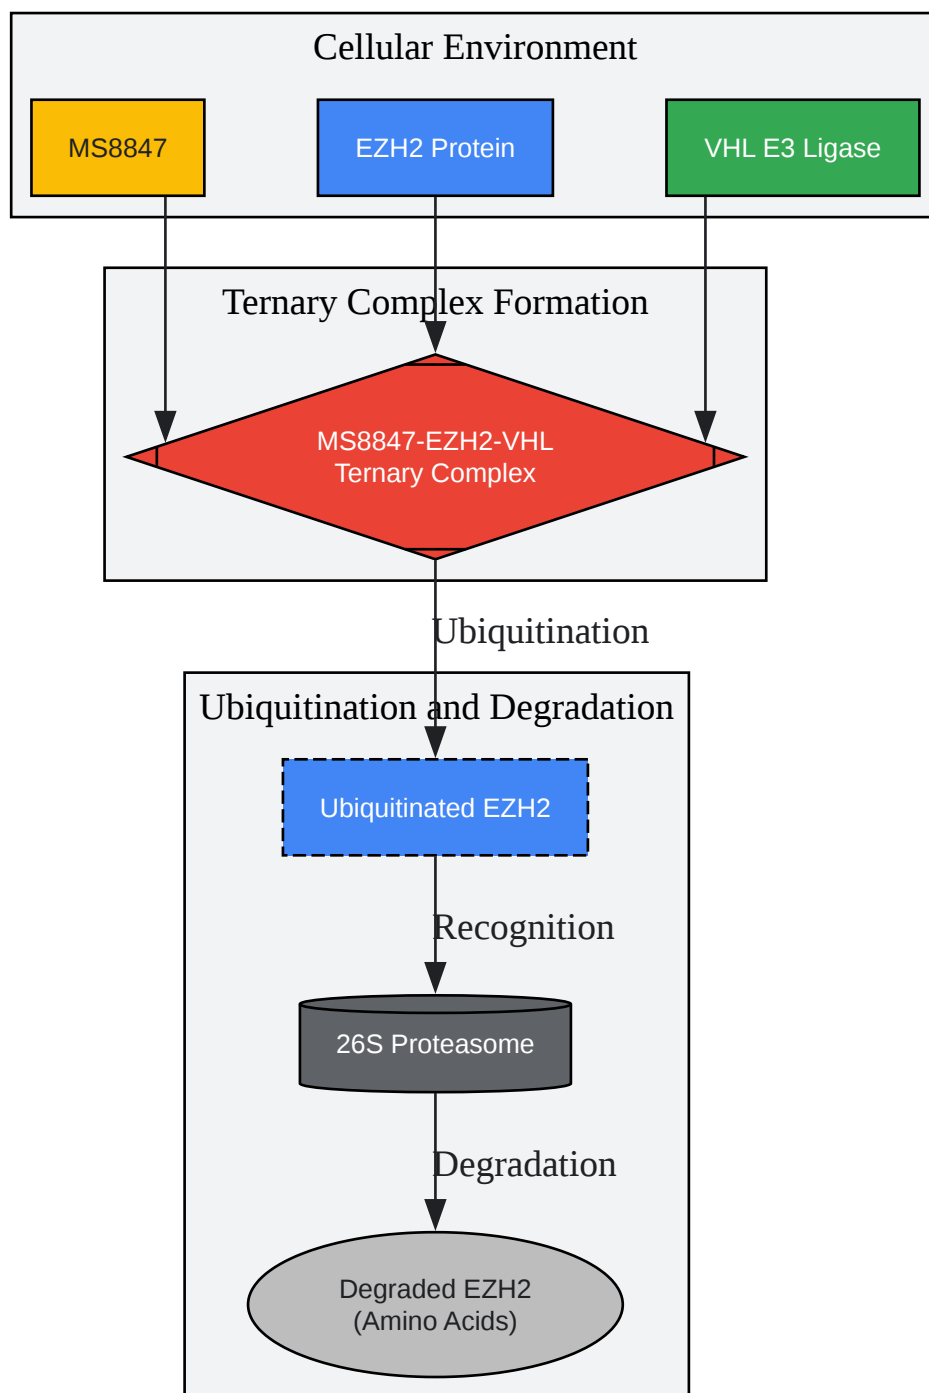 Cellular Environment
MS8847
EZH2 Protein
VHL E3 Ligase
Ternary Complex Formation
MS8847-EZH2-VHL
Ternary Complex
Ubiquitination
Ubiquitination and Degradation
Ubiquitinated EZH2
Recognition
26S Proteasome
Degradation
Degraded EZH2
(Amino Acids)